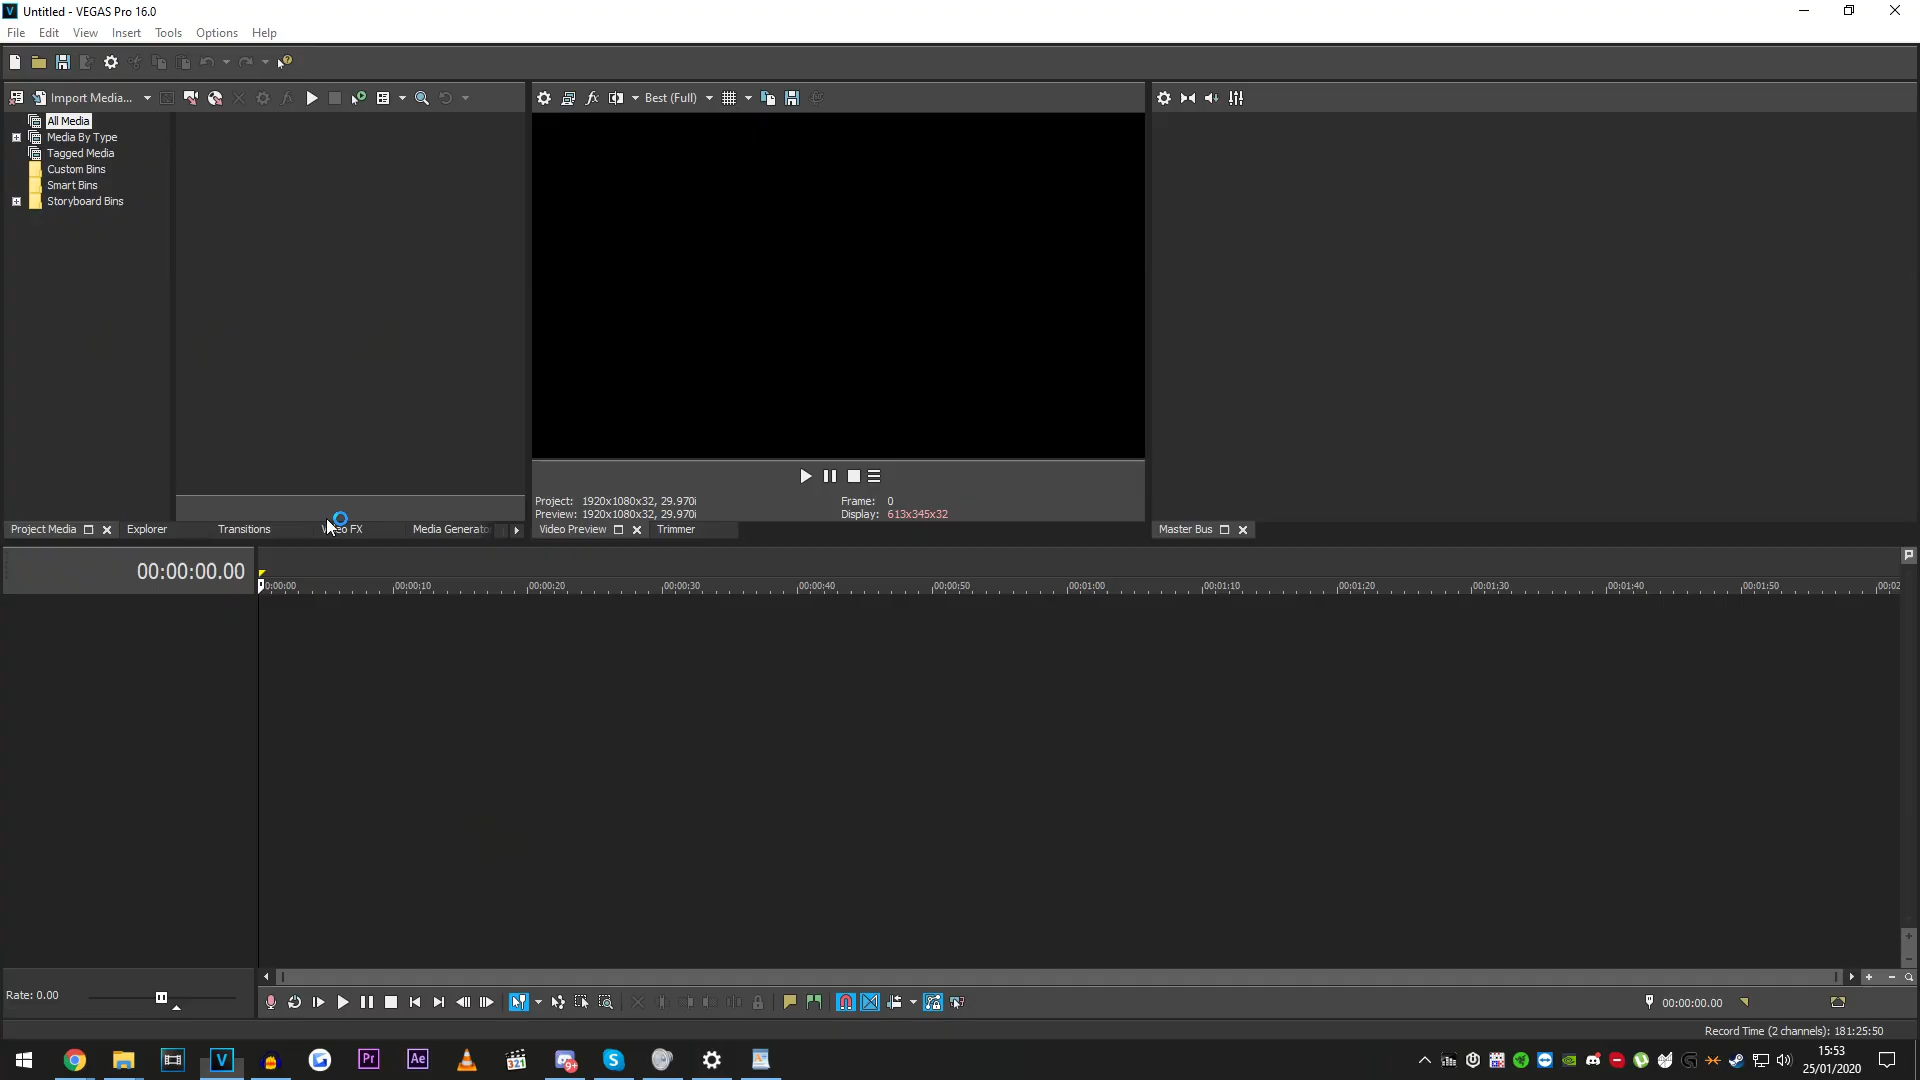 Untitled - VEGAS Pro 16.0
File Edit View Insert Tools Options Help
Import Media... Best (Full)
All Media
Media By Type
Tagged Media
Custom Bins
Smart Bins
Storyboard Bins
Project: 1920x1080x32, 29.970i Frame: 0
Preview: 1920x1080x32, 29.970i Display: 613x345x32
Project Media Explorer Transitions FX Media Generato Video Preview Trimmer Master Bus
00:00:00.00
0:00:00 00:00:10 00:00:20 00:00:30 00:00:40 00:00:50 00:01:00 00:01:10 00:01:20 00:01:30 00:01:40 00:01:50 00:02
Rate: 0.00
00:00:00.00
Record Time (2 channels): 181:25:50
V Pr Ae 321 S 9+
15:53
25/01/2020